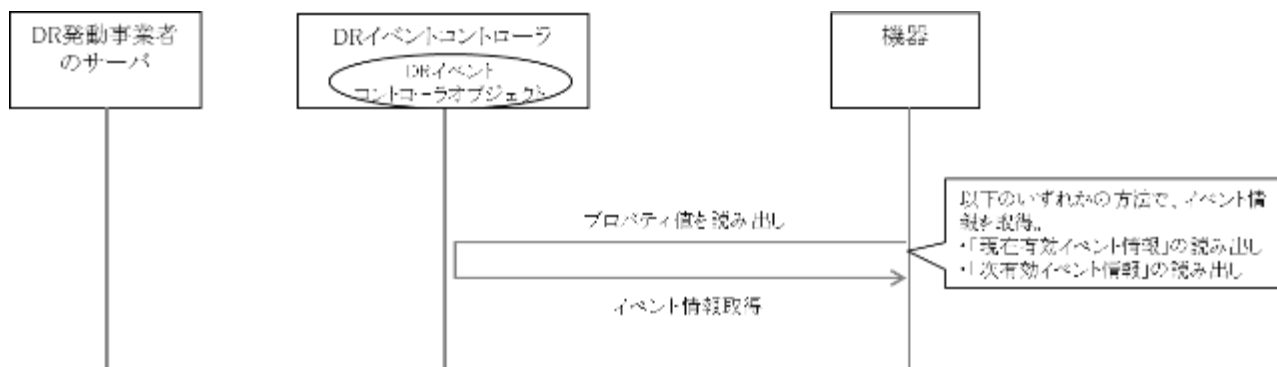 DR発動事業者
のサーバ
DRイベントコントローラ
DRイベント
コントローラオブジェクト
機器
プロパティ値を読み出し
イベント情報取得
以下のいずれかの方法で、イベント情
報を取得。
・「現在有効イベント情報」の読み出し
・「次有効イベント情報」の読み出し